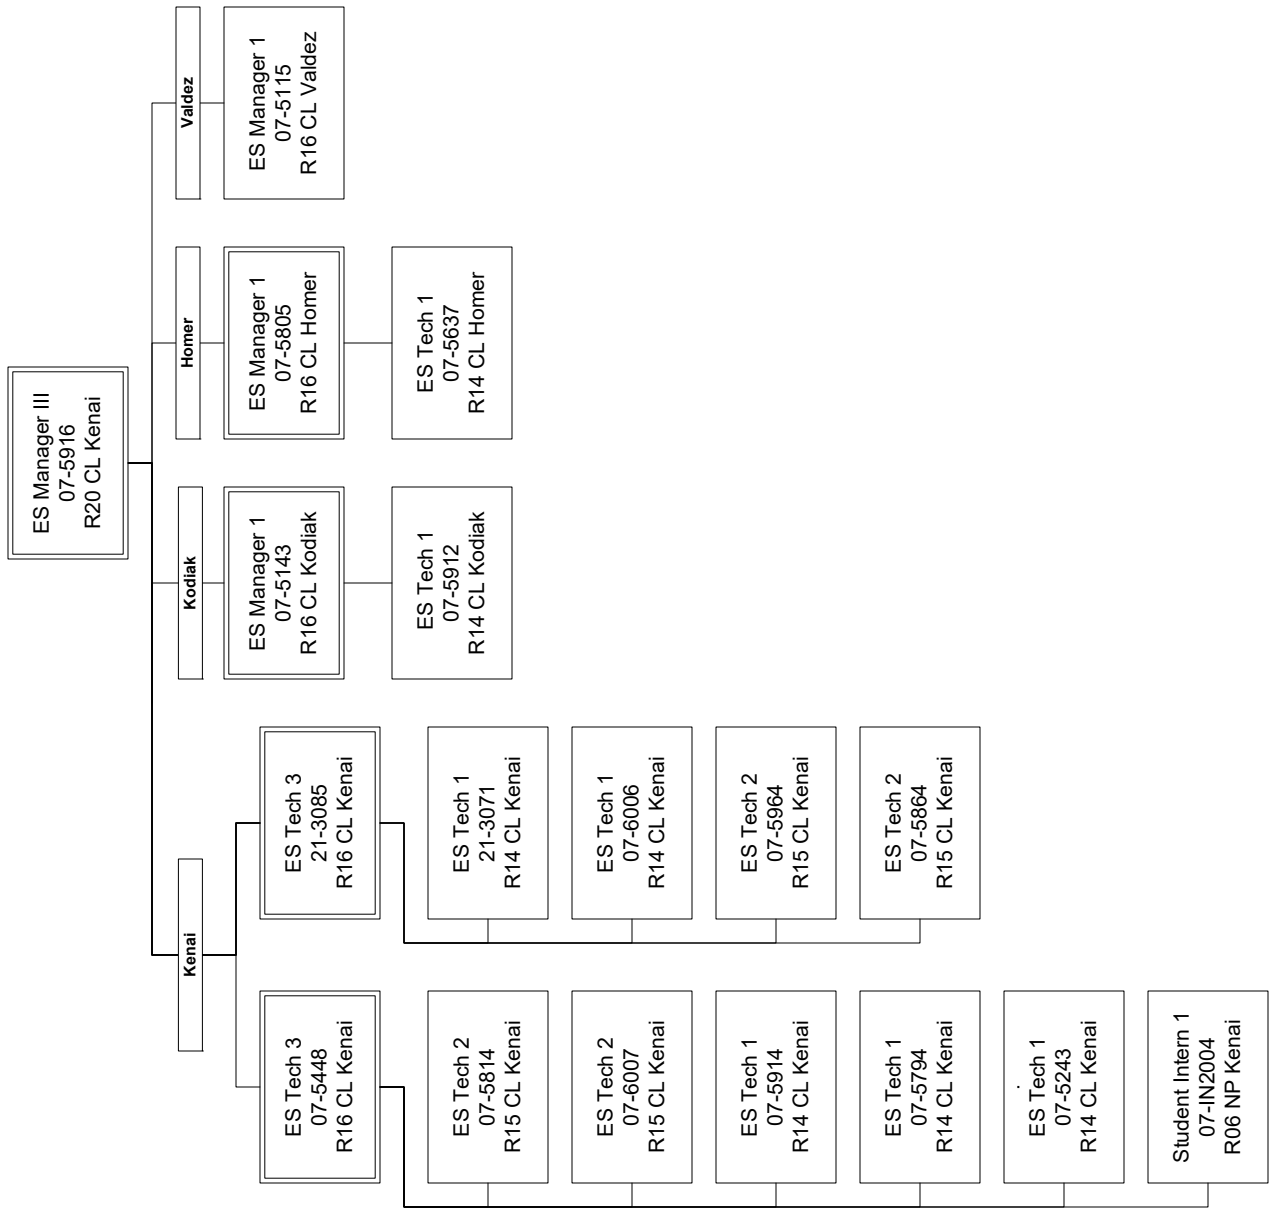 ES Manager III
07-5916
R20 CL Kenai
Kenai
ES Tech 3
07-5448
R16 CL Kenai
ES Tech 2
07-5814
R15 CL Kenai
ES Tech 2
07-6007
R15 CL Kenai
ES Tech 1
07-5914
R14 CL Kenai
ES Tech 1
07-5794
R14 CL Kenai
ES Tech 1
07-5243
R14 CL Kenai
Student Intern 1
07-IN2004
R06 NP Kenai
ES Tech 3
21-3085
R16 CL Kenai
ES Tech 1
21-3071
R14 CL Kenai
ES Tech 1
07-6006
R14 CL Kenai
ES Tech 2
07-5964
R15 CL Kenai
ES Tech 2
07-5864
R15 CL Kenai
Kodiak
ES Manager 1
07-5143
R16 CL Kodiak
ES Tech 1
07-5912
R14 CL Kodiak
Homer
ES Manager 1
07-5805
R16 CL Homer
ES Tech 1
07-5637
R14 CL Homer
Valdez
ES Manager 1
07-5115
R16 CL Valdez